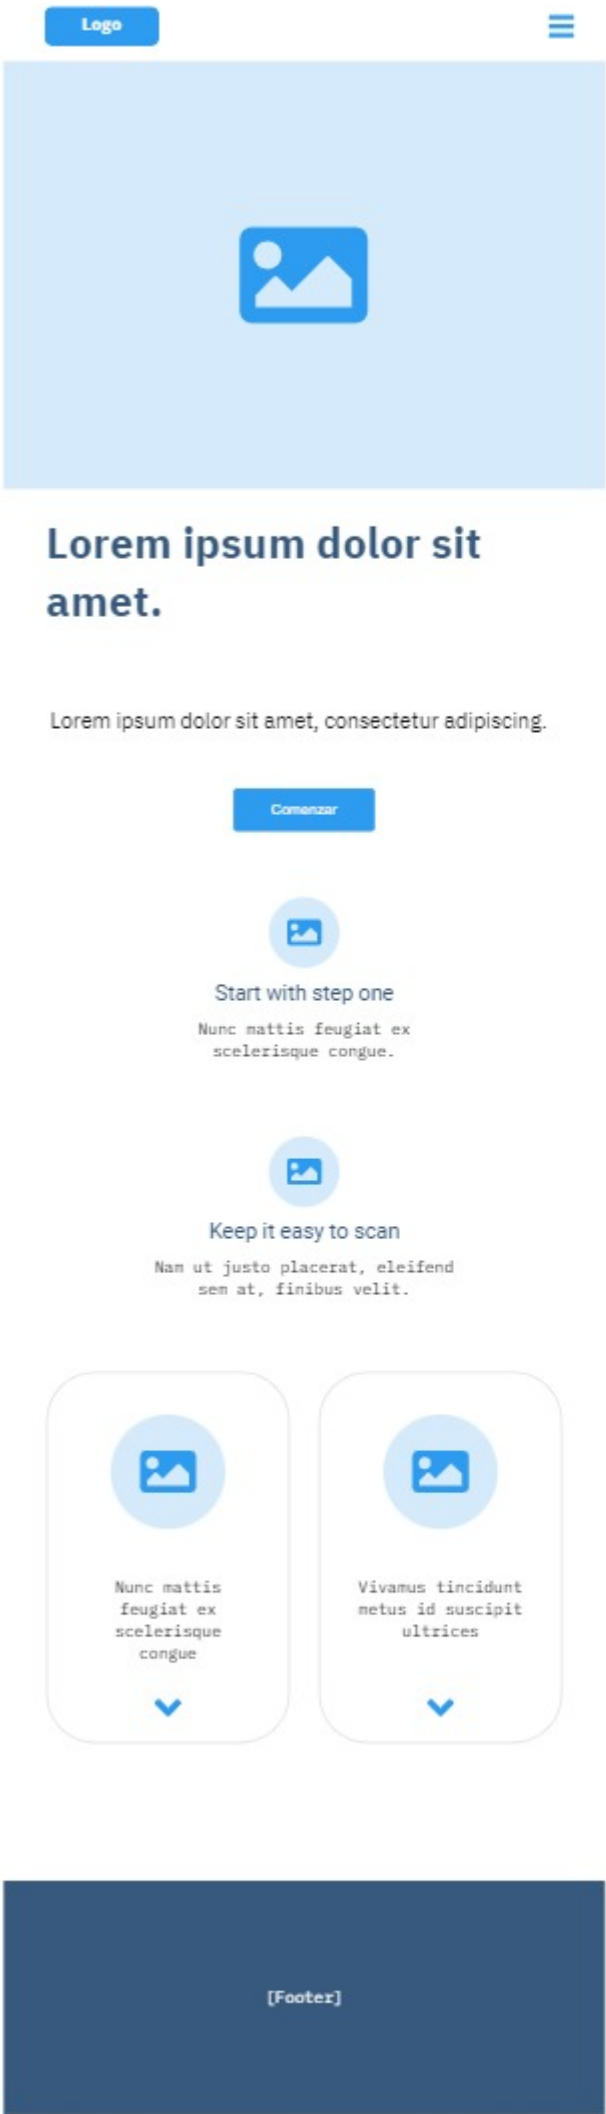 Logo
Lorem ipsum dolor sit
amet.
Lorem ipsum dolor sit amet, consectetur adipiscing.
Comenzar
Start with step one
Nunc mattis feugiat ex
scelerisque congue.
Keep it easy to scan
Nam ut justo placerat, eleifend
sem at, finibus velit.
Nunc mattis
feugiat ex
scelerisque
congue
Vivamus tincidunt
metus id suscipit
ultrices
[Footer]